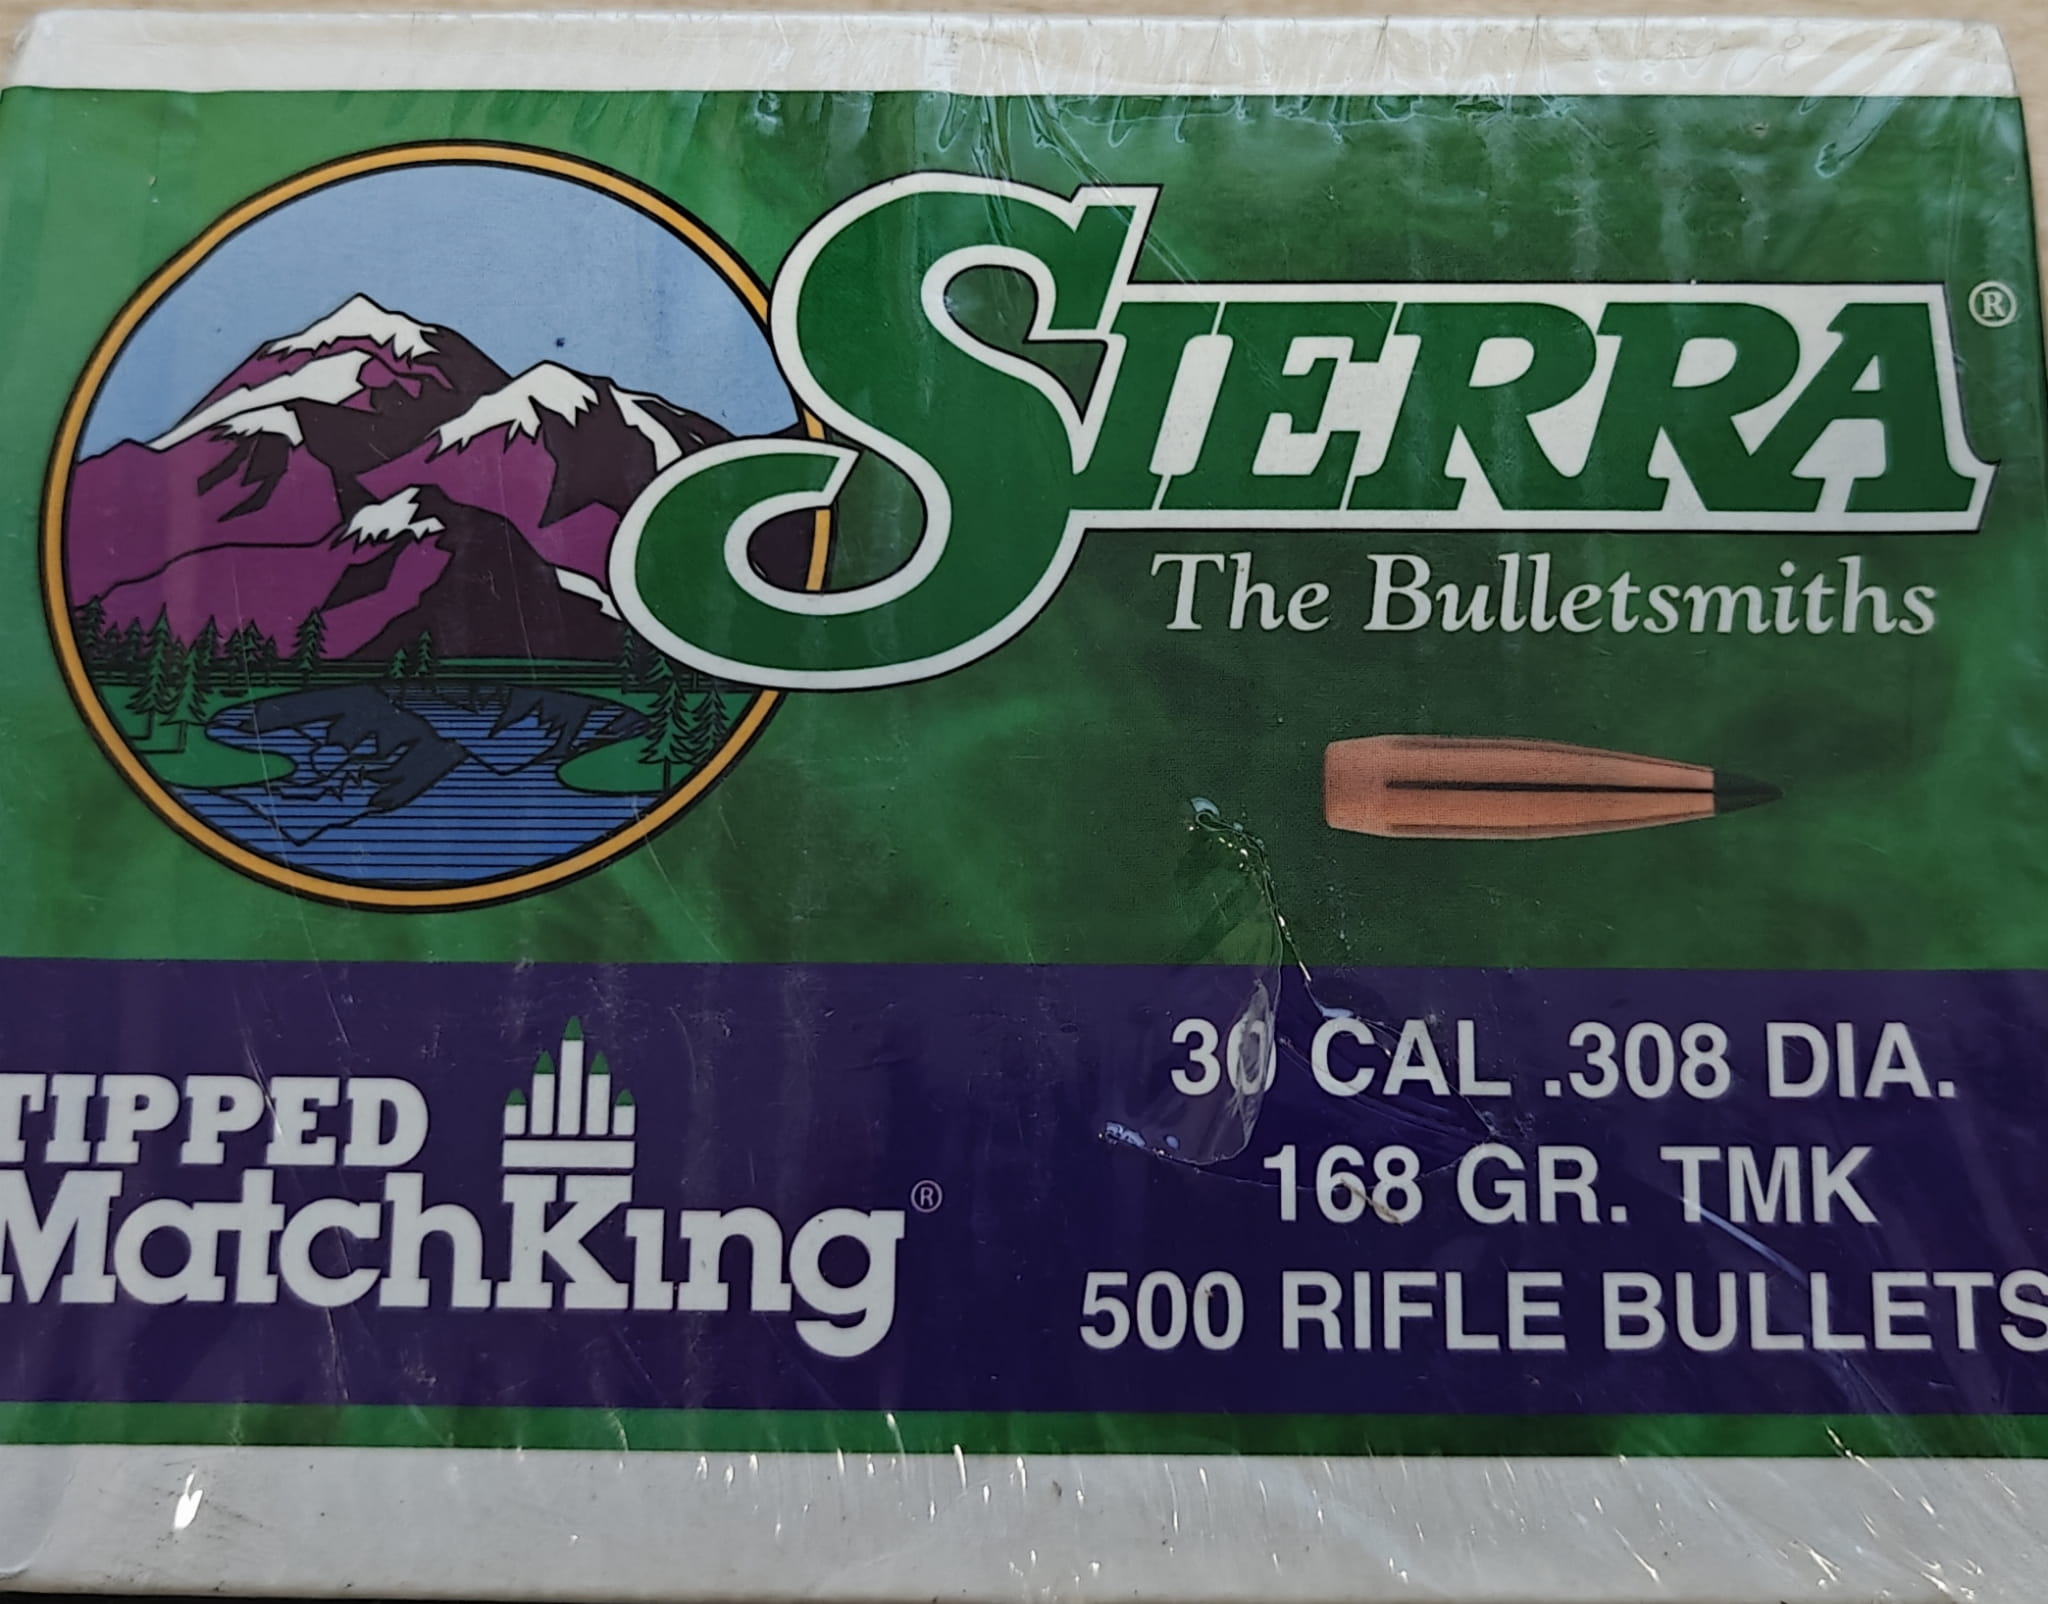 SIERRA®
The Bulletsmiths
TIPPED
MatchKing®
30 CAL .308 DIA.
168 GR. TMK
500 RIFLE BULLETS